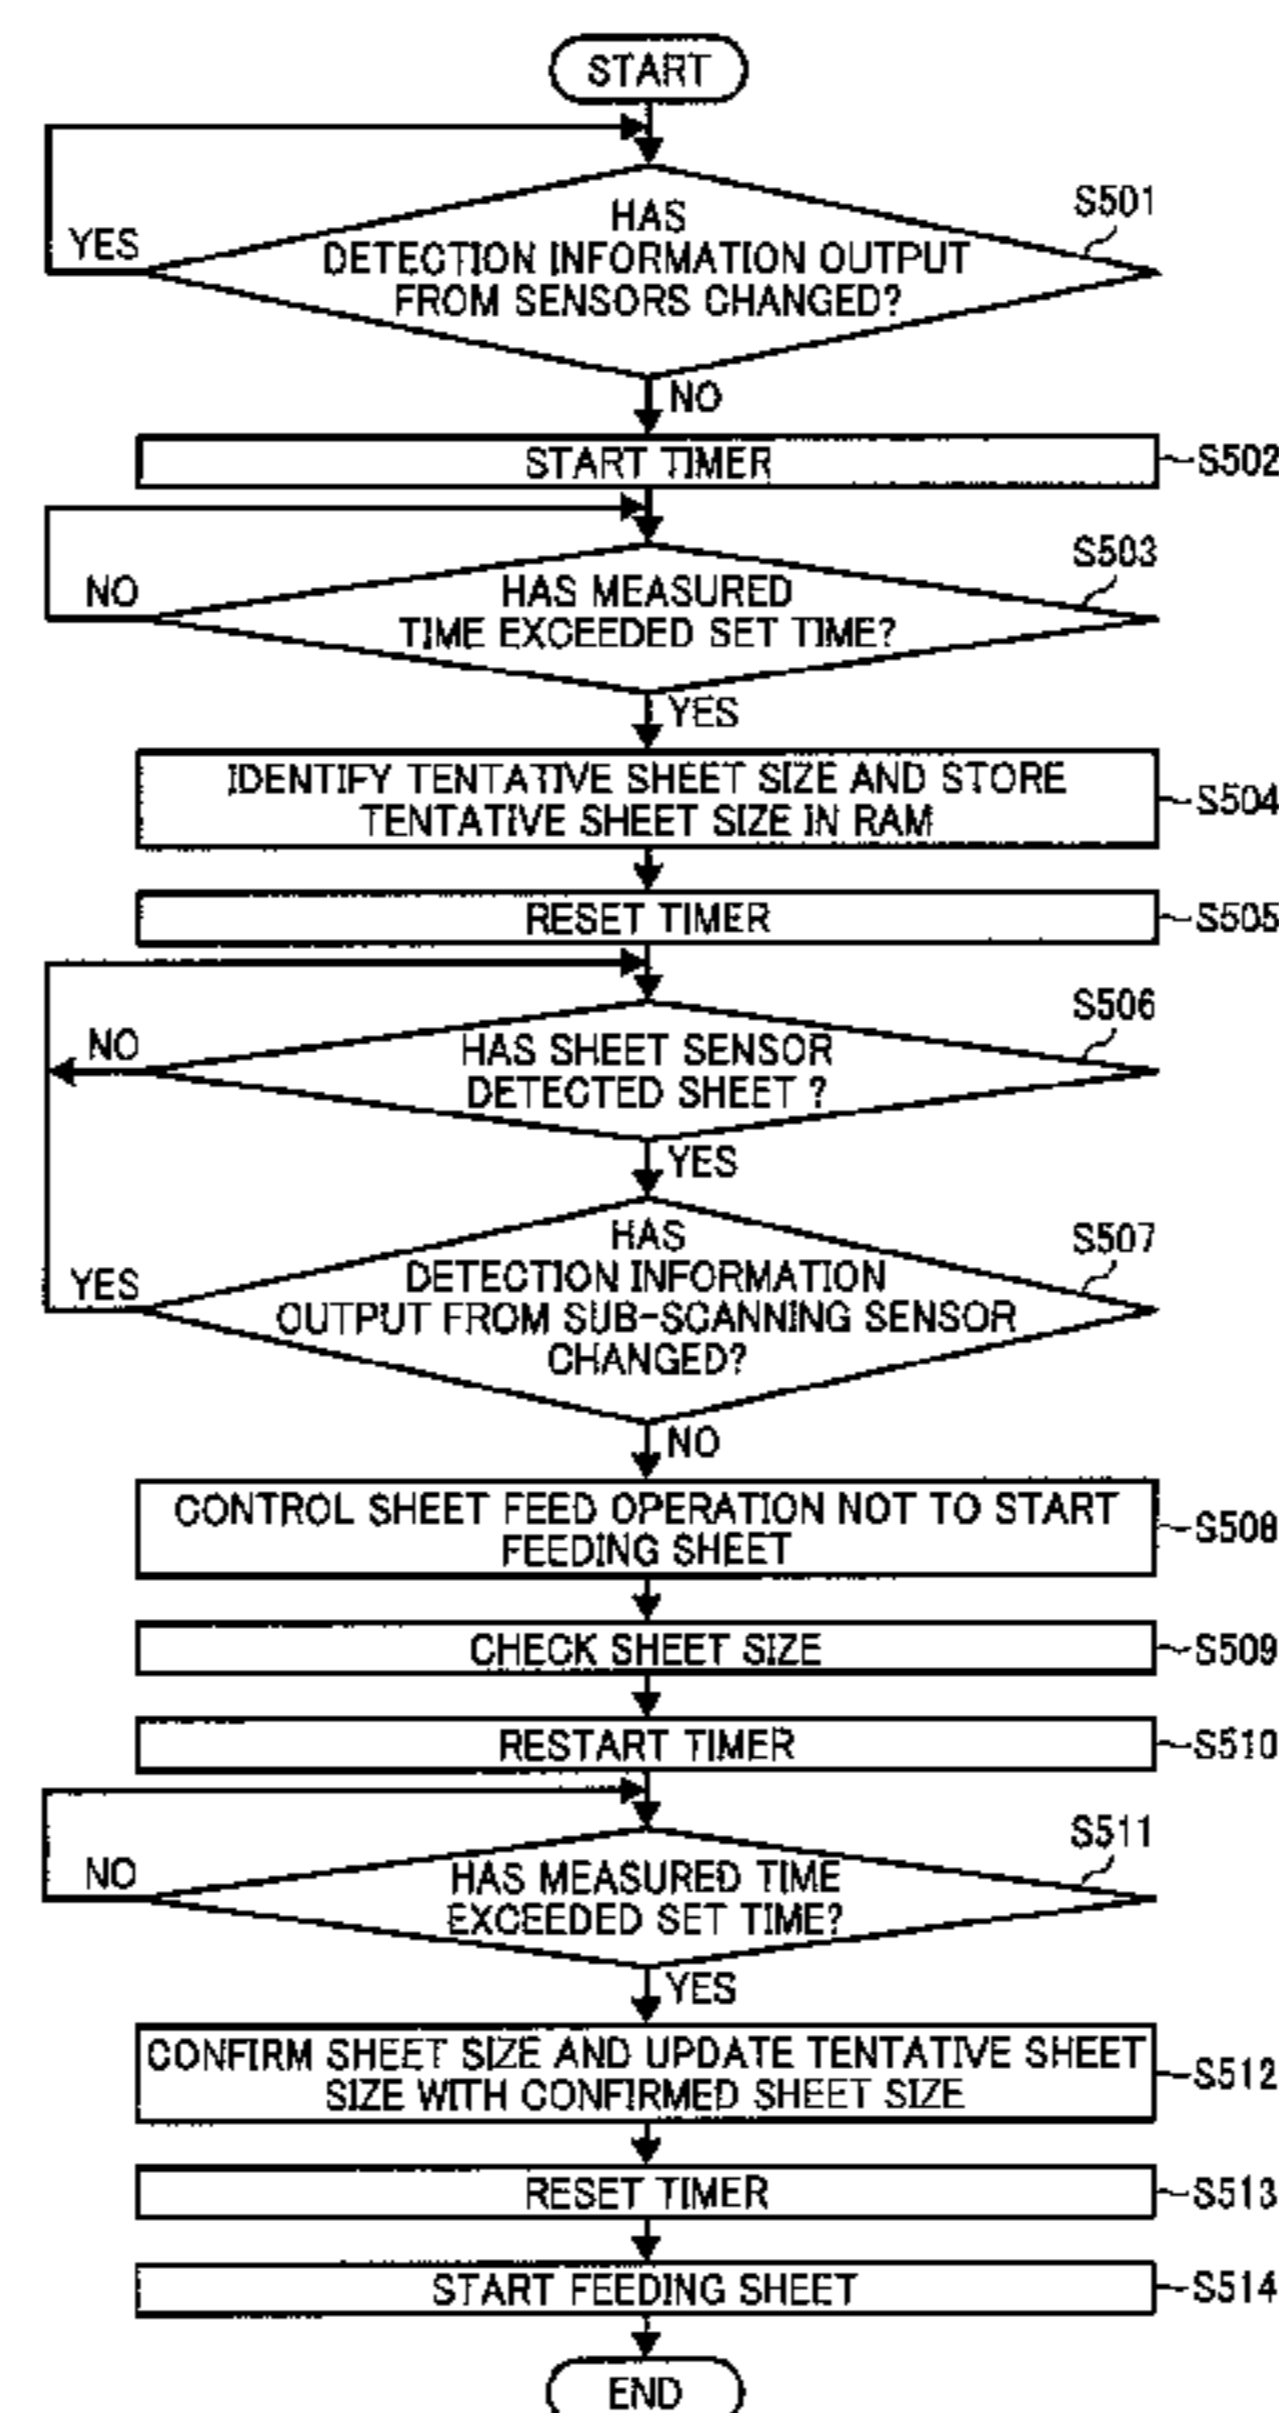 START
HAS
DETECTION INFORMATION OUTPUT
FROM SENSORS CHANGED?
S501
YES
NO
START TIMER
S502
HAS MEASURED
TIME EXCEEDED SET TIME?
S503
NO
YES
IDENTIFY TENTATIVE SHEET SIZE AND STORE
TENTATIVE SHEET SIZE IN RAM
S504
RESET TIMER
S505
HAS SHEET SENSOR
DETECTED SHEET ?
S506
NO
YES
HAS
DETECTION INFORMATION
OUTPUT FROM SUB-SCANNING SENSOR
CHANGED?
S507
YES
NO
CONTROL SHEET FEED OPERATION NOT TO START
FEEDING SHEET
S508
CHECK SHEET SIZE
S509
RESTART TIMER
S510
HAS MEASURED TIME
EXCEEDED SET TIME?
S511
NO
YES
CONFIRM SHEET SIZE AND UPDATE TENTATIVE SHEET
SIZE WITH CONFIRMED SHEET SIZE
S512
RESET TIMER
S513
START FEEDING SHEET
S514
END